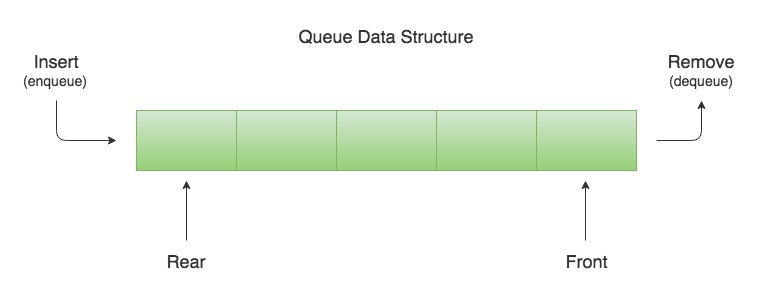 Queue Data Structure
Insert
(enqueue)
Remove
(dequeue)
Rear
Front